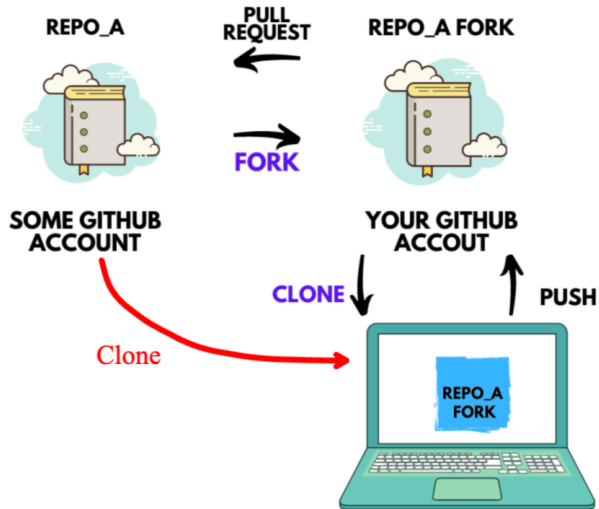 REPO_A
PULL
REQUEST
REPO_A FORK
FORK
SOME GITHUB
ACCOUNT
YOUR GITHUB
ACCOUT
CLONE
PUSH
Clone
REPO_A
FORK